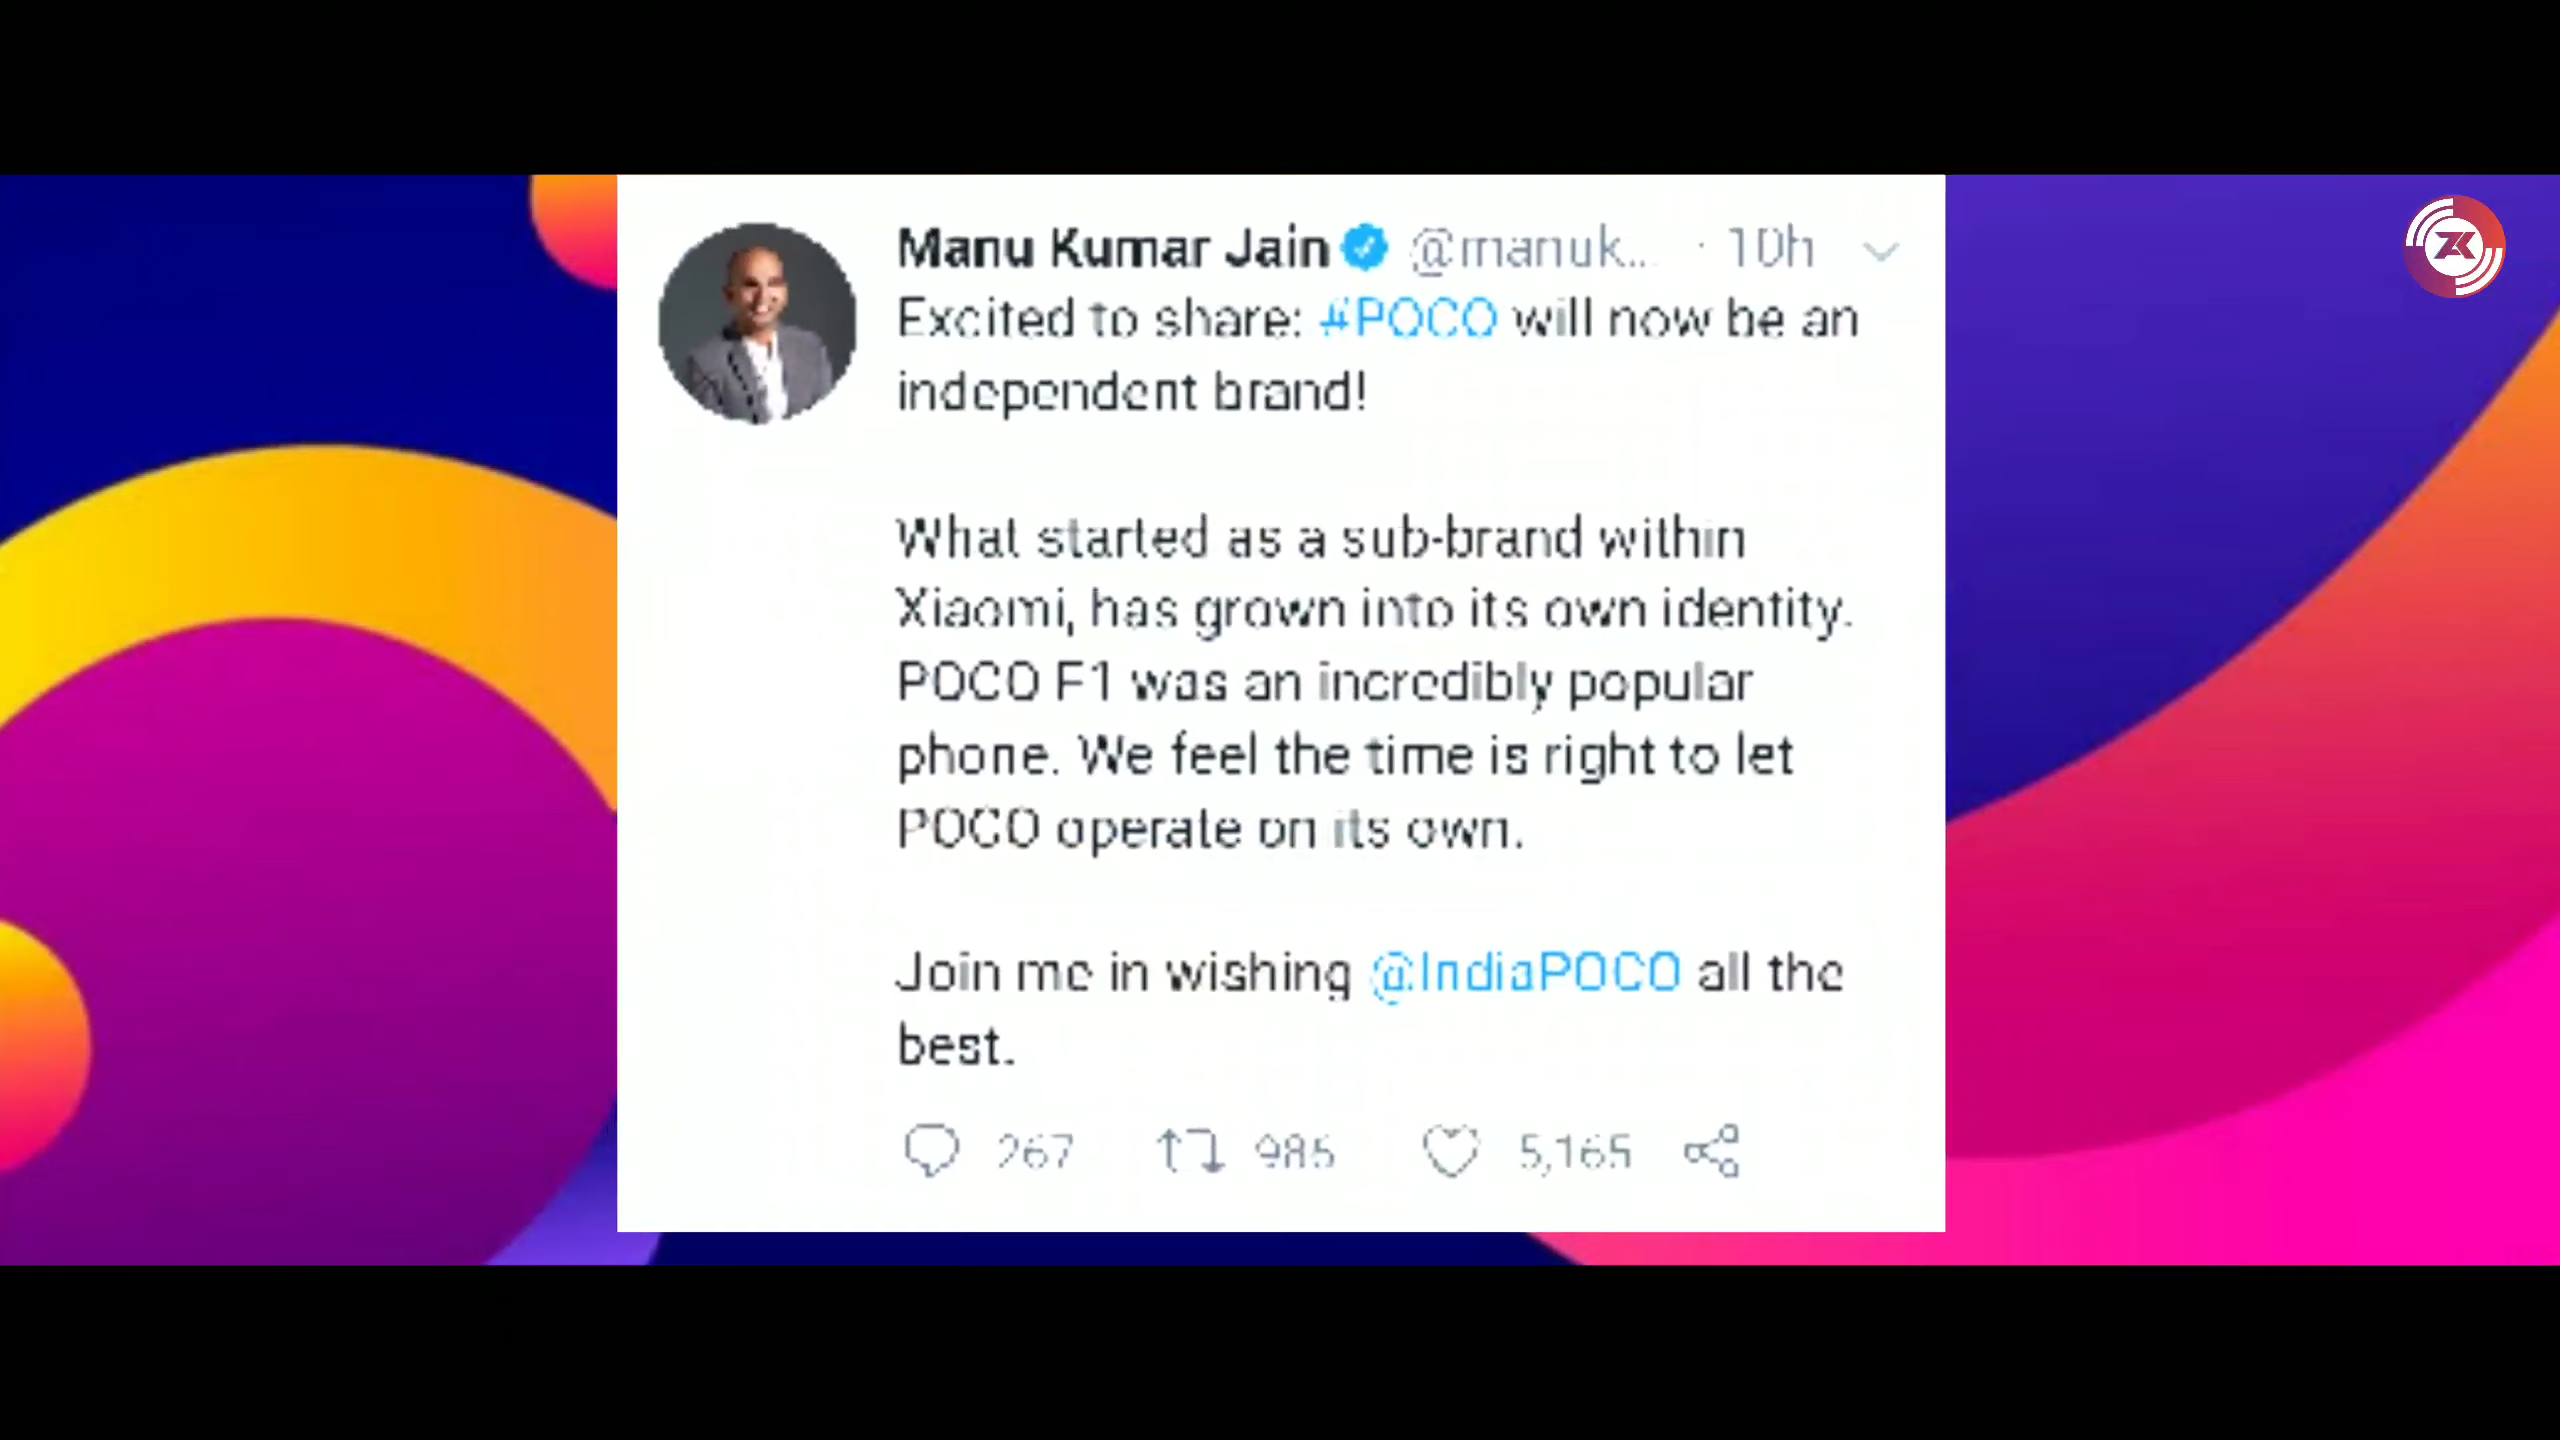 Manu Kumar Jain @manuk... · 10h
Excited to share: #POCO will now be an
independent brand!
What started as a sub-brand within
Xiaomi, has grown into its own identity.
POCO F1 was an incredibly popular
phone. We feel the time is right to let
POCO operate on its own.
Join me in wishing @IndiaPOCO all the
best.
267 985 5,165
ZK